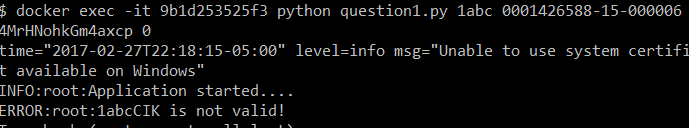 $ docker exec -it 9b1d253525f3 python question1.py 1abc 0001426588-15-000006
4MrHNohkGm4axcp 0
time="2017-02-27T22:18:15-05:00" level=info msg="Unable to use system certifi
t available on Windows"
INFO:root:Application started....
ERROR:root:1abcCIK is not valid!